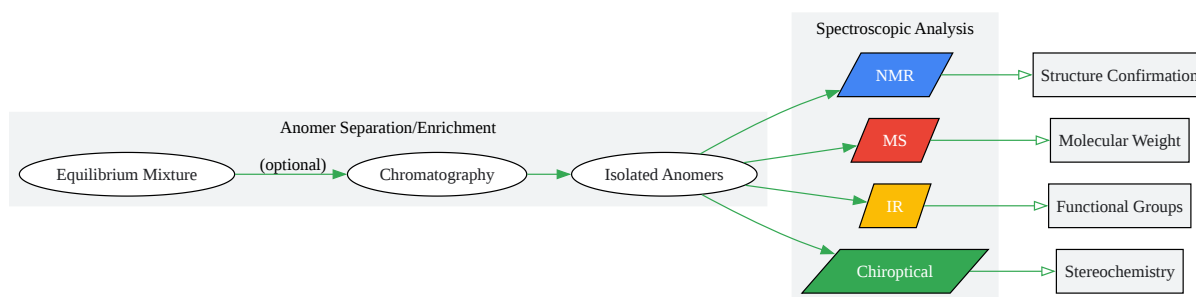 Spectroscopic Analysis
Anomer Separation/Enrichment
Equilibrium Mixture
(optional)
Chromatography
Isolated Anomers
NMR
Structure Confirmation
MS
Molecular Weight
IR
Functional Groups
Chiroptical
Stereochemistry